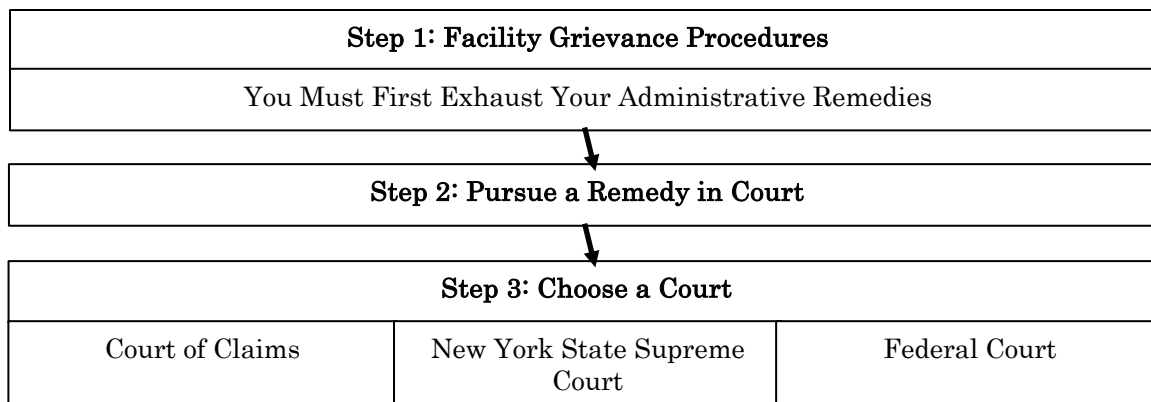 Step 1: Facility Grievance Procedures
You Must First Exhaust Your Administrative Remedies
Step 2: Pursue a Remedy in Court
Step 3: Choose a Court
Court of Claims
New York State Supreme
Court
Federal Court